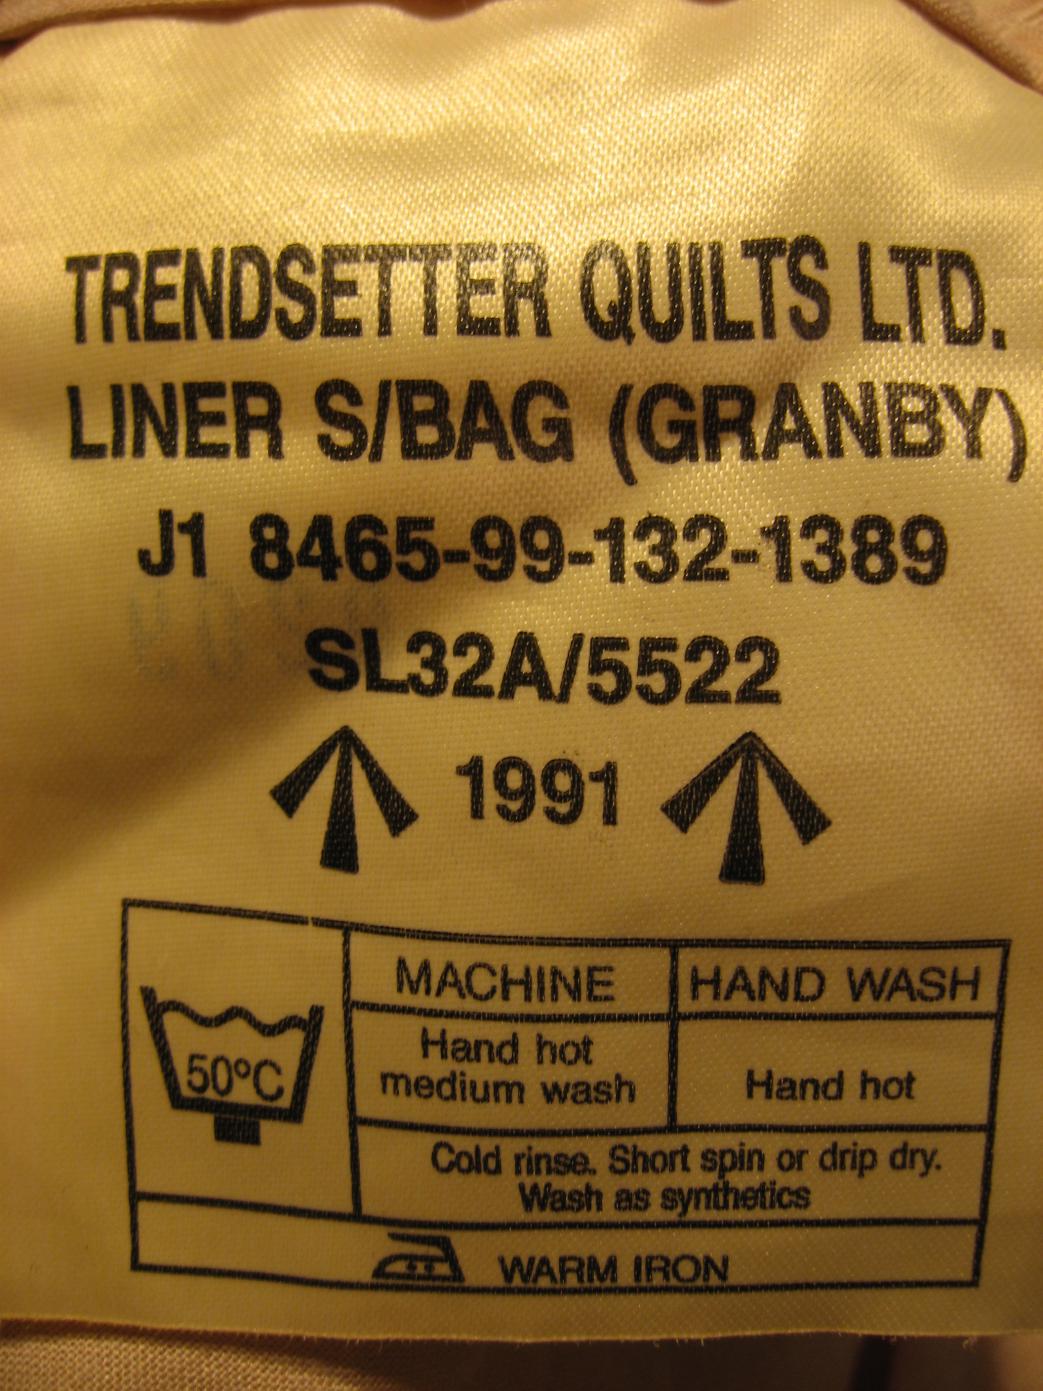 TRENDSETTER QUILTS LTD.
LINER S/BAG (GRANBY)
J1 8465-99-132-1389
SL32A/5522
1991
50°C
MACHINE
HAND WASH
Hand hot
medium wash
Hand hot
Cold rinse. Short spin or drip dry.
Wash as synthetics
WARM IRON